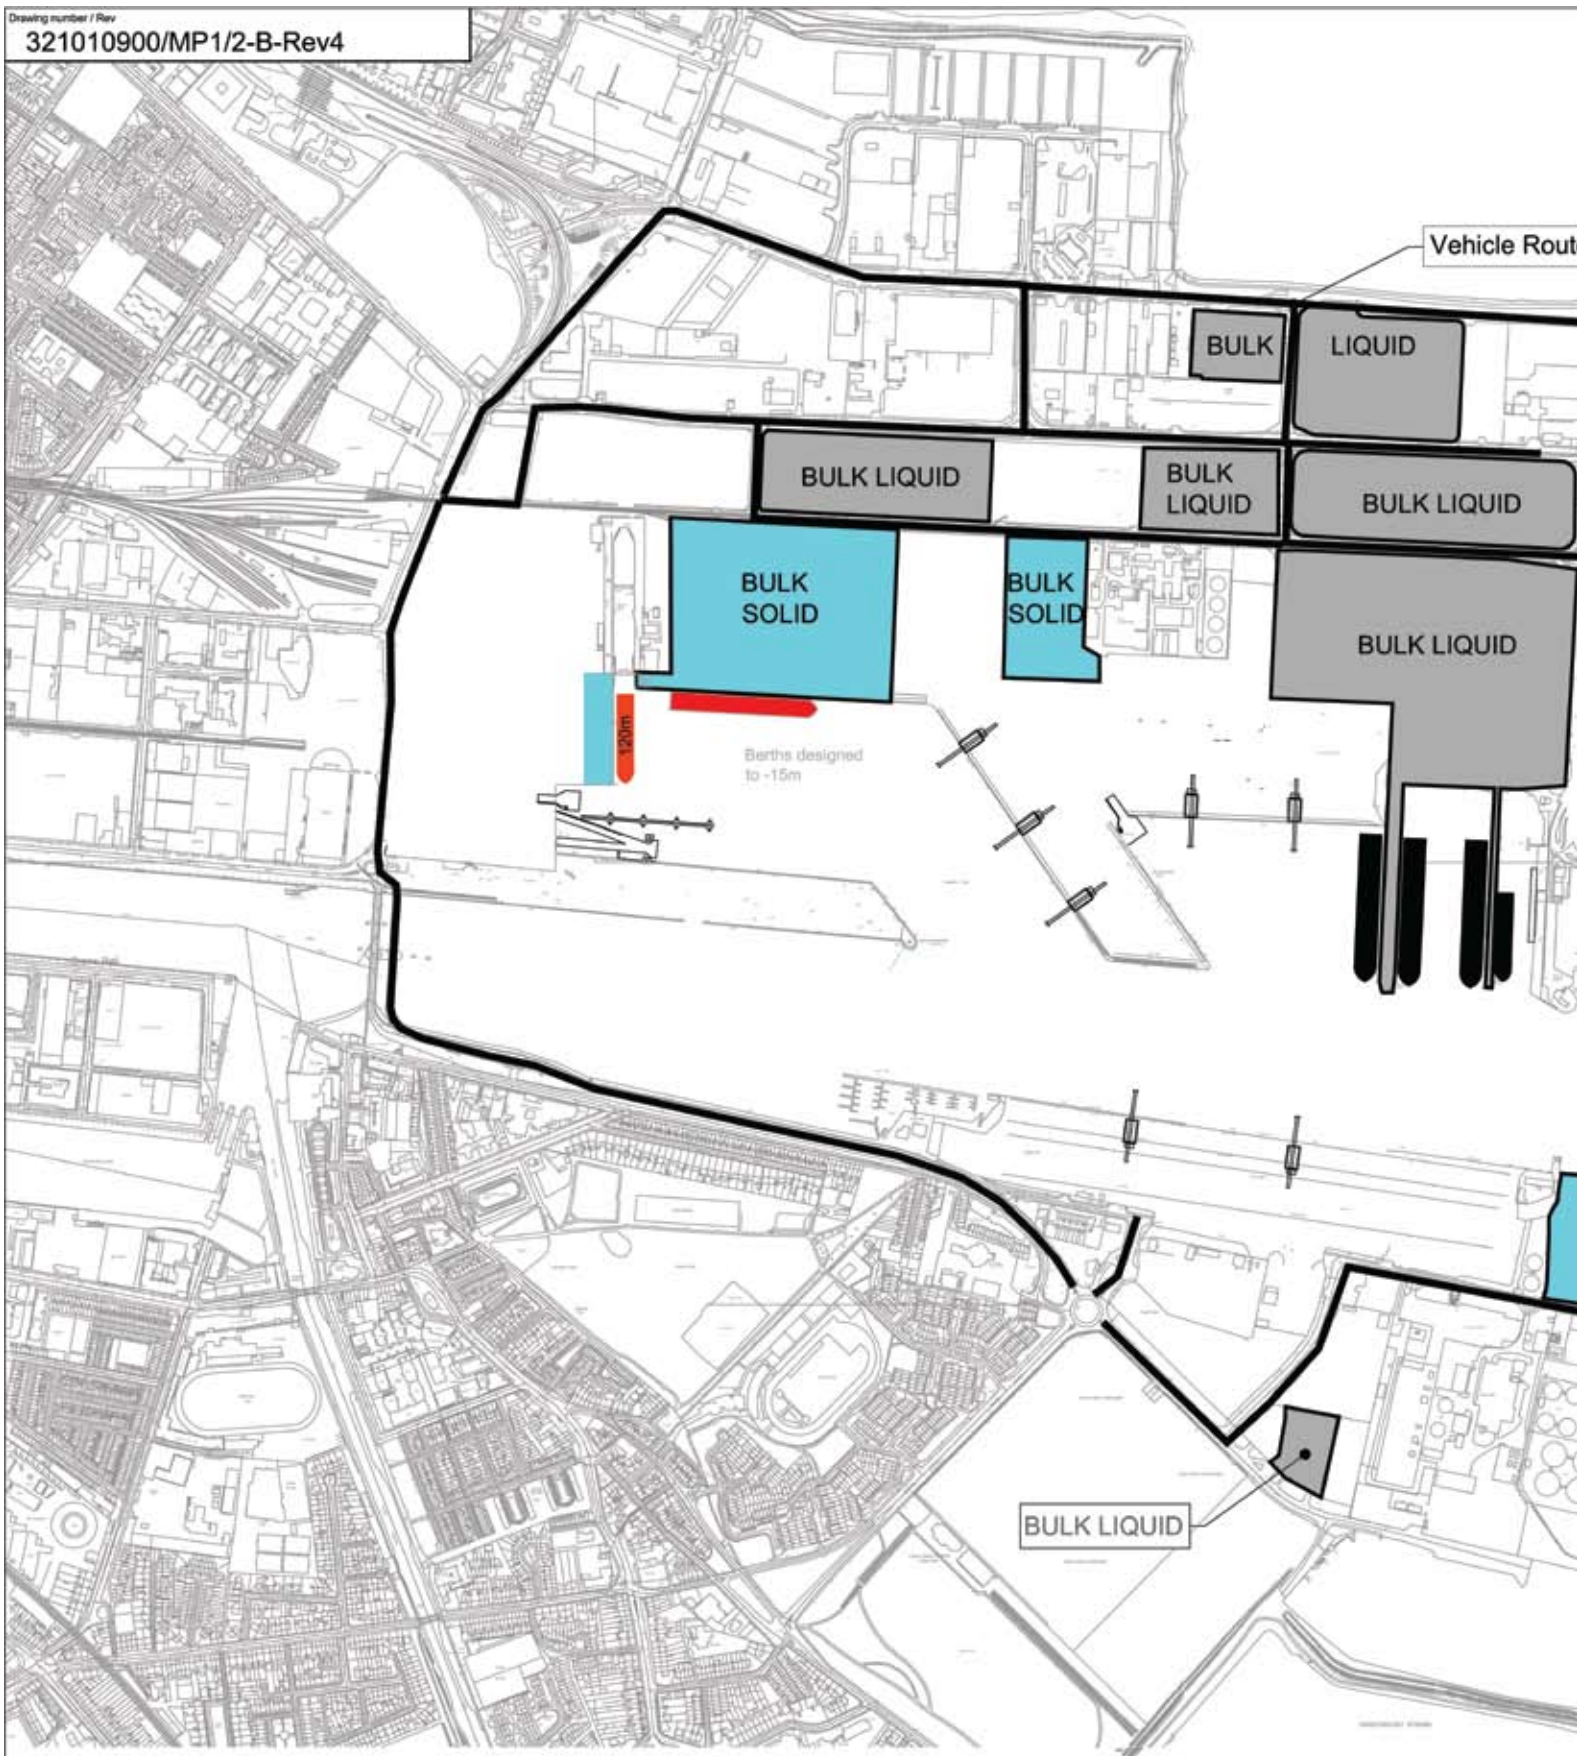 Drawing number / Rev
321010900/MP1/2-B-Rev4
Vehicle Rout
BULK
LIQUID
BULK LIQUID
BULK
LIQUID
BULK LIQUID
BULK
SOLID
BULK
SOLID
BULK LIQUID
120m
Berths designed
to -15m
BULK LIQUID